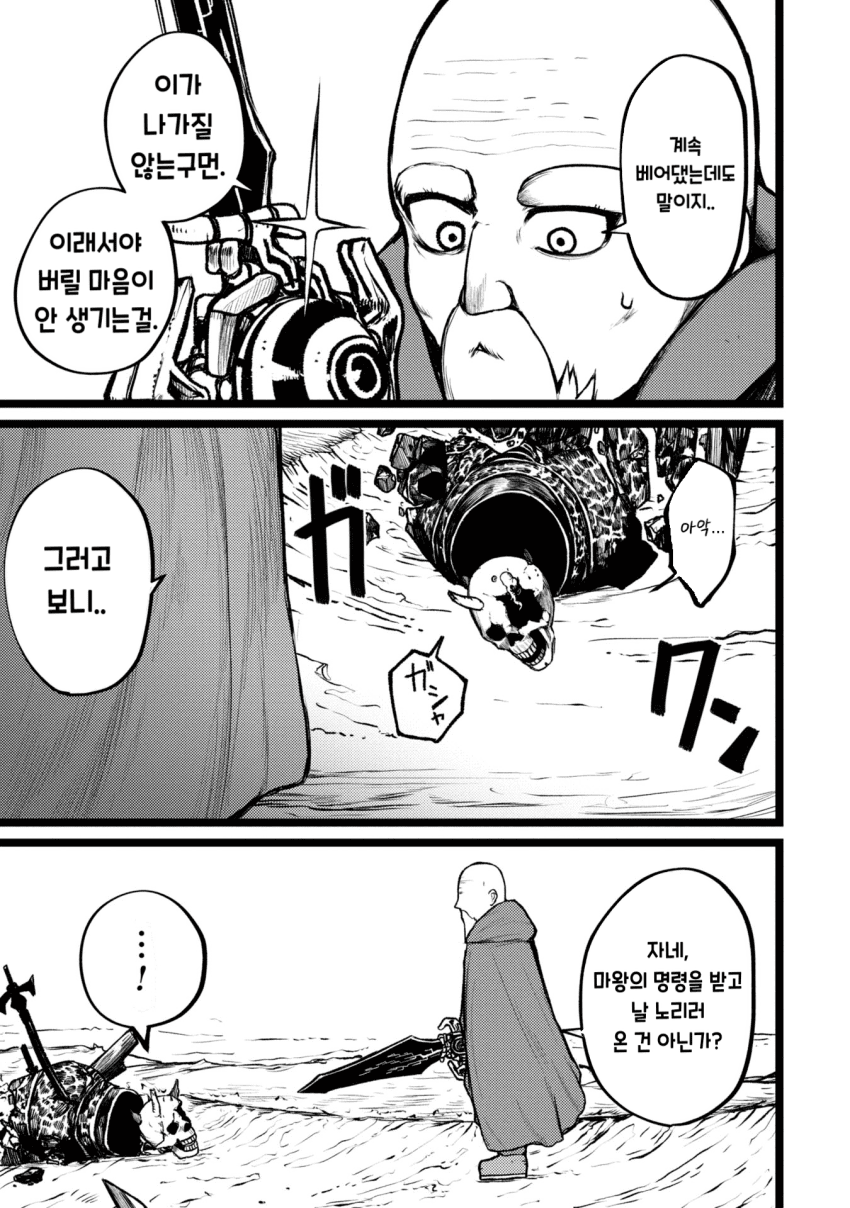 계속
베어댔는데도
말이지..
이가
나가질
않는구먼.
이래서야
버릴 마음이
안 생기는걸.
아악...
ガ
クン
ガシャ
그러고
보니..
자네,
마왕의 명령을 받고
날 노리러
온 건 아닌가?
...!